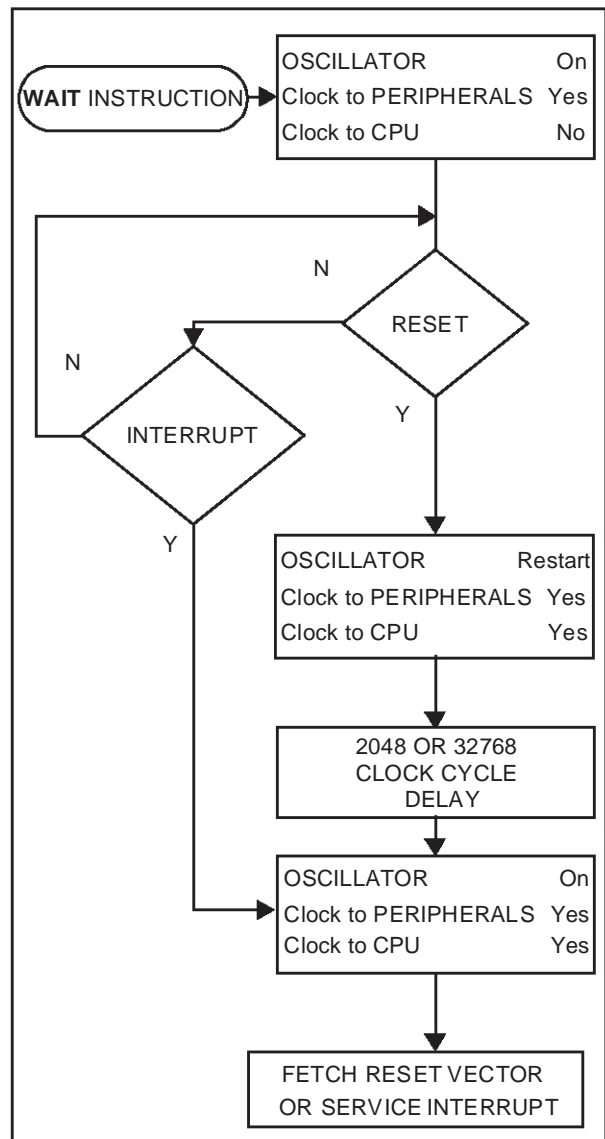 WAIT INSTRUCTION
OSCILLATOR On
Clock to PERIPHERALS Yes
Clock to CPU No
N
RESET
N
INTERRUPT
Y
Y
OSCILLATOR Restart
Clock to PERIPHERALS Yes
Clock to CPU Yes
2048 OR 32768
CLOCK CYCLE
DELAY
OSCILLATOR On
Clock to PERIPHERALS Yes
Clock to CPU Yes
FETCH RESET VECTOR
OR SERVICE INTERRUPT